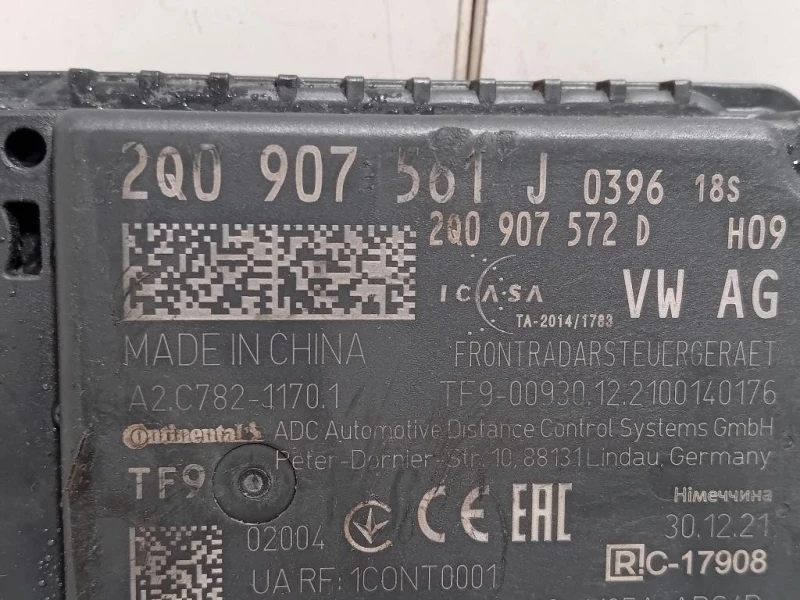 2Q0 907 561 J 0396 18S
2Q0 907 572 D H09
ICASA VW AG
TA-2014/1783
MADE IN CHINA FRONTRADARSTEUERGERAET
A2.C782-1170.1 TF9-00930.12.2100140176
Continental ADC Automotive Distance Control Systems GmbH
Peter-Dornier-Str. 10, 88131 Lindau, Germany
TF9 Німеччина
02004 CE EAC 30.12.21
R C-17908
UA RF: 1CONT0001